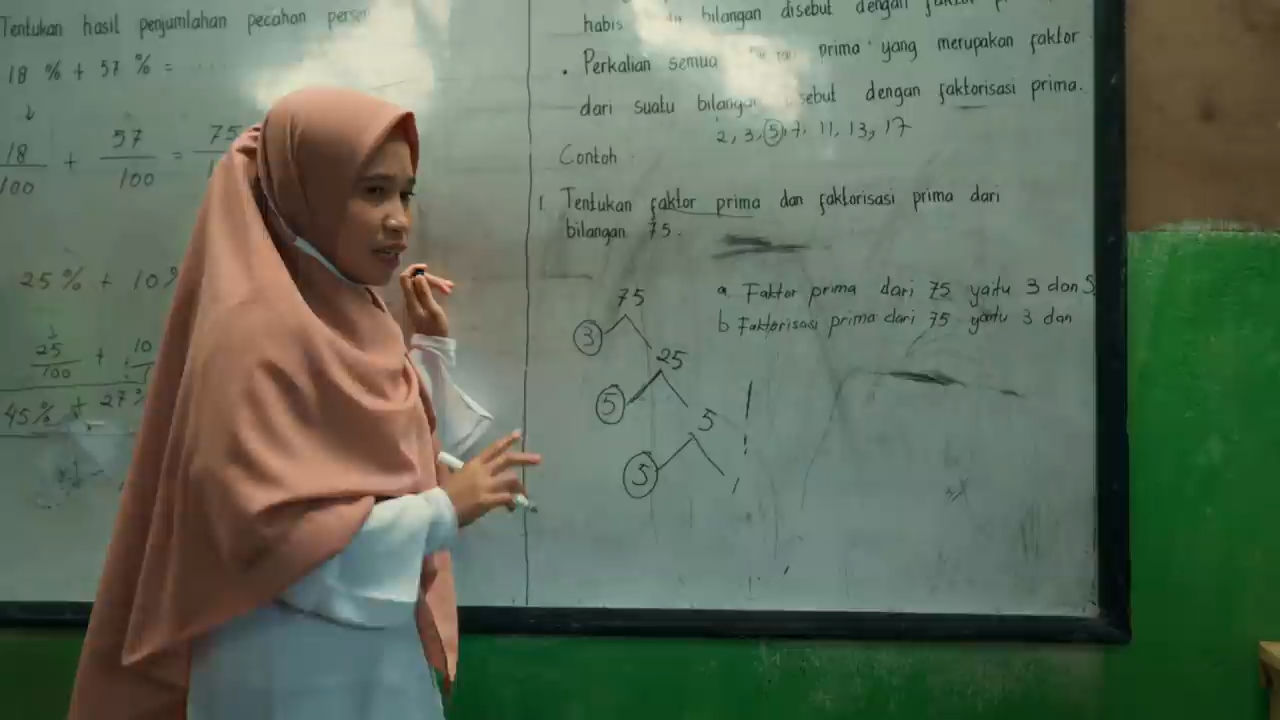 Tentukan hasil penjumlahan pecahan
18 % + 57 % =
18/100 + 57/100 = 75
25 % + 10
25/100 + 10
45% + 27
habis bilangan disebut dengan
• Perkalian semua prima yang merupakan faktor
dari suatu dengan faktorisasi prima.
2, 3, 5, 7, 11, 13, 17
Contoh
1. Tentukan faktor prima dan faktorisasi prima dari
bilangan 75.
75
3
25
5
5
5
1
a. Faktor prima dari 75 yaitu 3 dan 5
b Faktorisasi prima dari 75 yaitu 3 dan